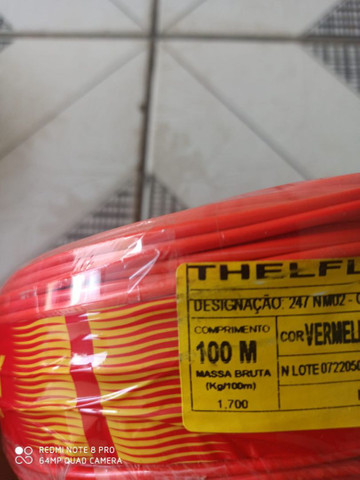 THELFL
DESIGNAÇÃO 247 NM02 -
COMPRIMENTO
100 M
COR VERMEL
MASSA BRUTA
(Kg/100m)
N LOTE 0722050
1,700
REDMI NOTE 8 PRO
64MP QUAD CAMERA